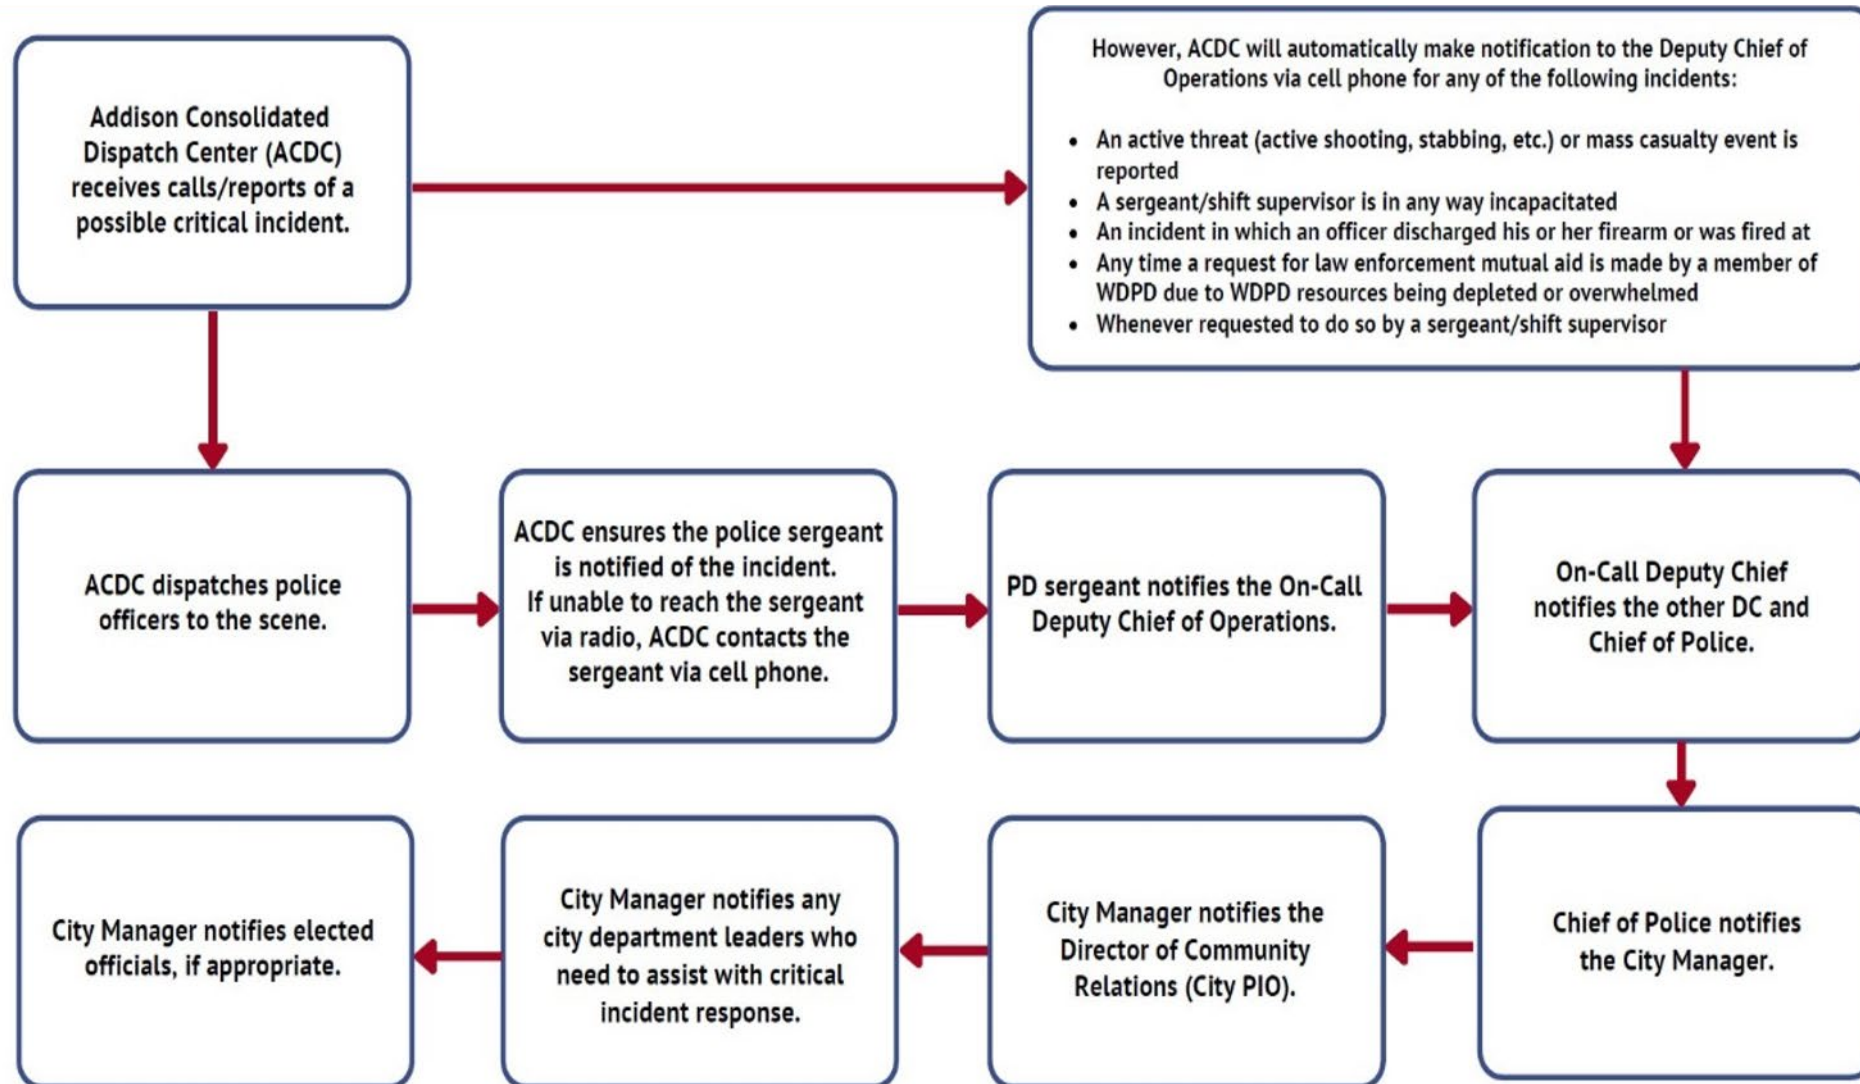 Addison Consolidated
Dispatch Center (ACDC)
receives calls/reports of a
possible critical incident.
However, ACDC will automatically make notification to the Deputy Chief of
Operations via cell phone for any of the following incidents:
• An active threat (active shooting, stabbing, etc.) or mass casualty event is
reported
• A sergeant/shift supervisor is in any way incapacitated
• An incident in which an officer discharged his or her firearm or was fired at
• Any time a request for law enforcement mutual aid is made by a member of
WDPD due to WDPD resources being depleted or overwhelmed
• Whenever requested to do so by a sergeant/shift supervisor
ACDC dispatches police
officers to the scene.
ACDC ensures the police sergeant
is notified of the incident.
If unable to reach the sergeant
via radio, ACDC contacts the
sergeant via cell phone.
PD sergeant notifies the On-Call
Deputy Chief of Operations.
On-Call Deputy Chief
notifies the other DC and
Chief of Police.
Chief of Police notifies
the City Manager.
City Manager notifies the
Director of Community
Relations (City PIO).
City Manager notifies any
city department leaders who
need to assist with critical
incident response.
City Manager notifies elected
officials, if appropriate.